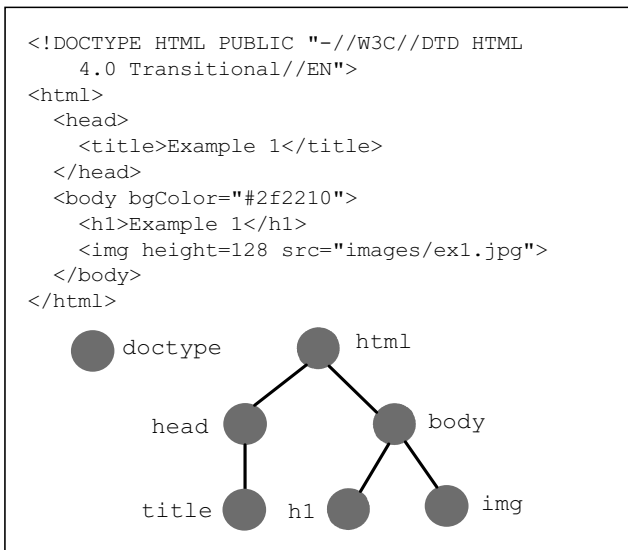 <!DOCTYPE HTML PUBLIC "-//W3C//DTD HTML
4.0 Transitional//EN">
<html>
<head>
<title>Example 1</title>
</head>
<body bgColor="#2f2210">
<h1>Example 1</h1>
<img height=128 src="images/ex1.jpg">
</body>
</html>
doctype html
head body
title h1 img